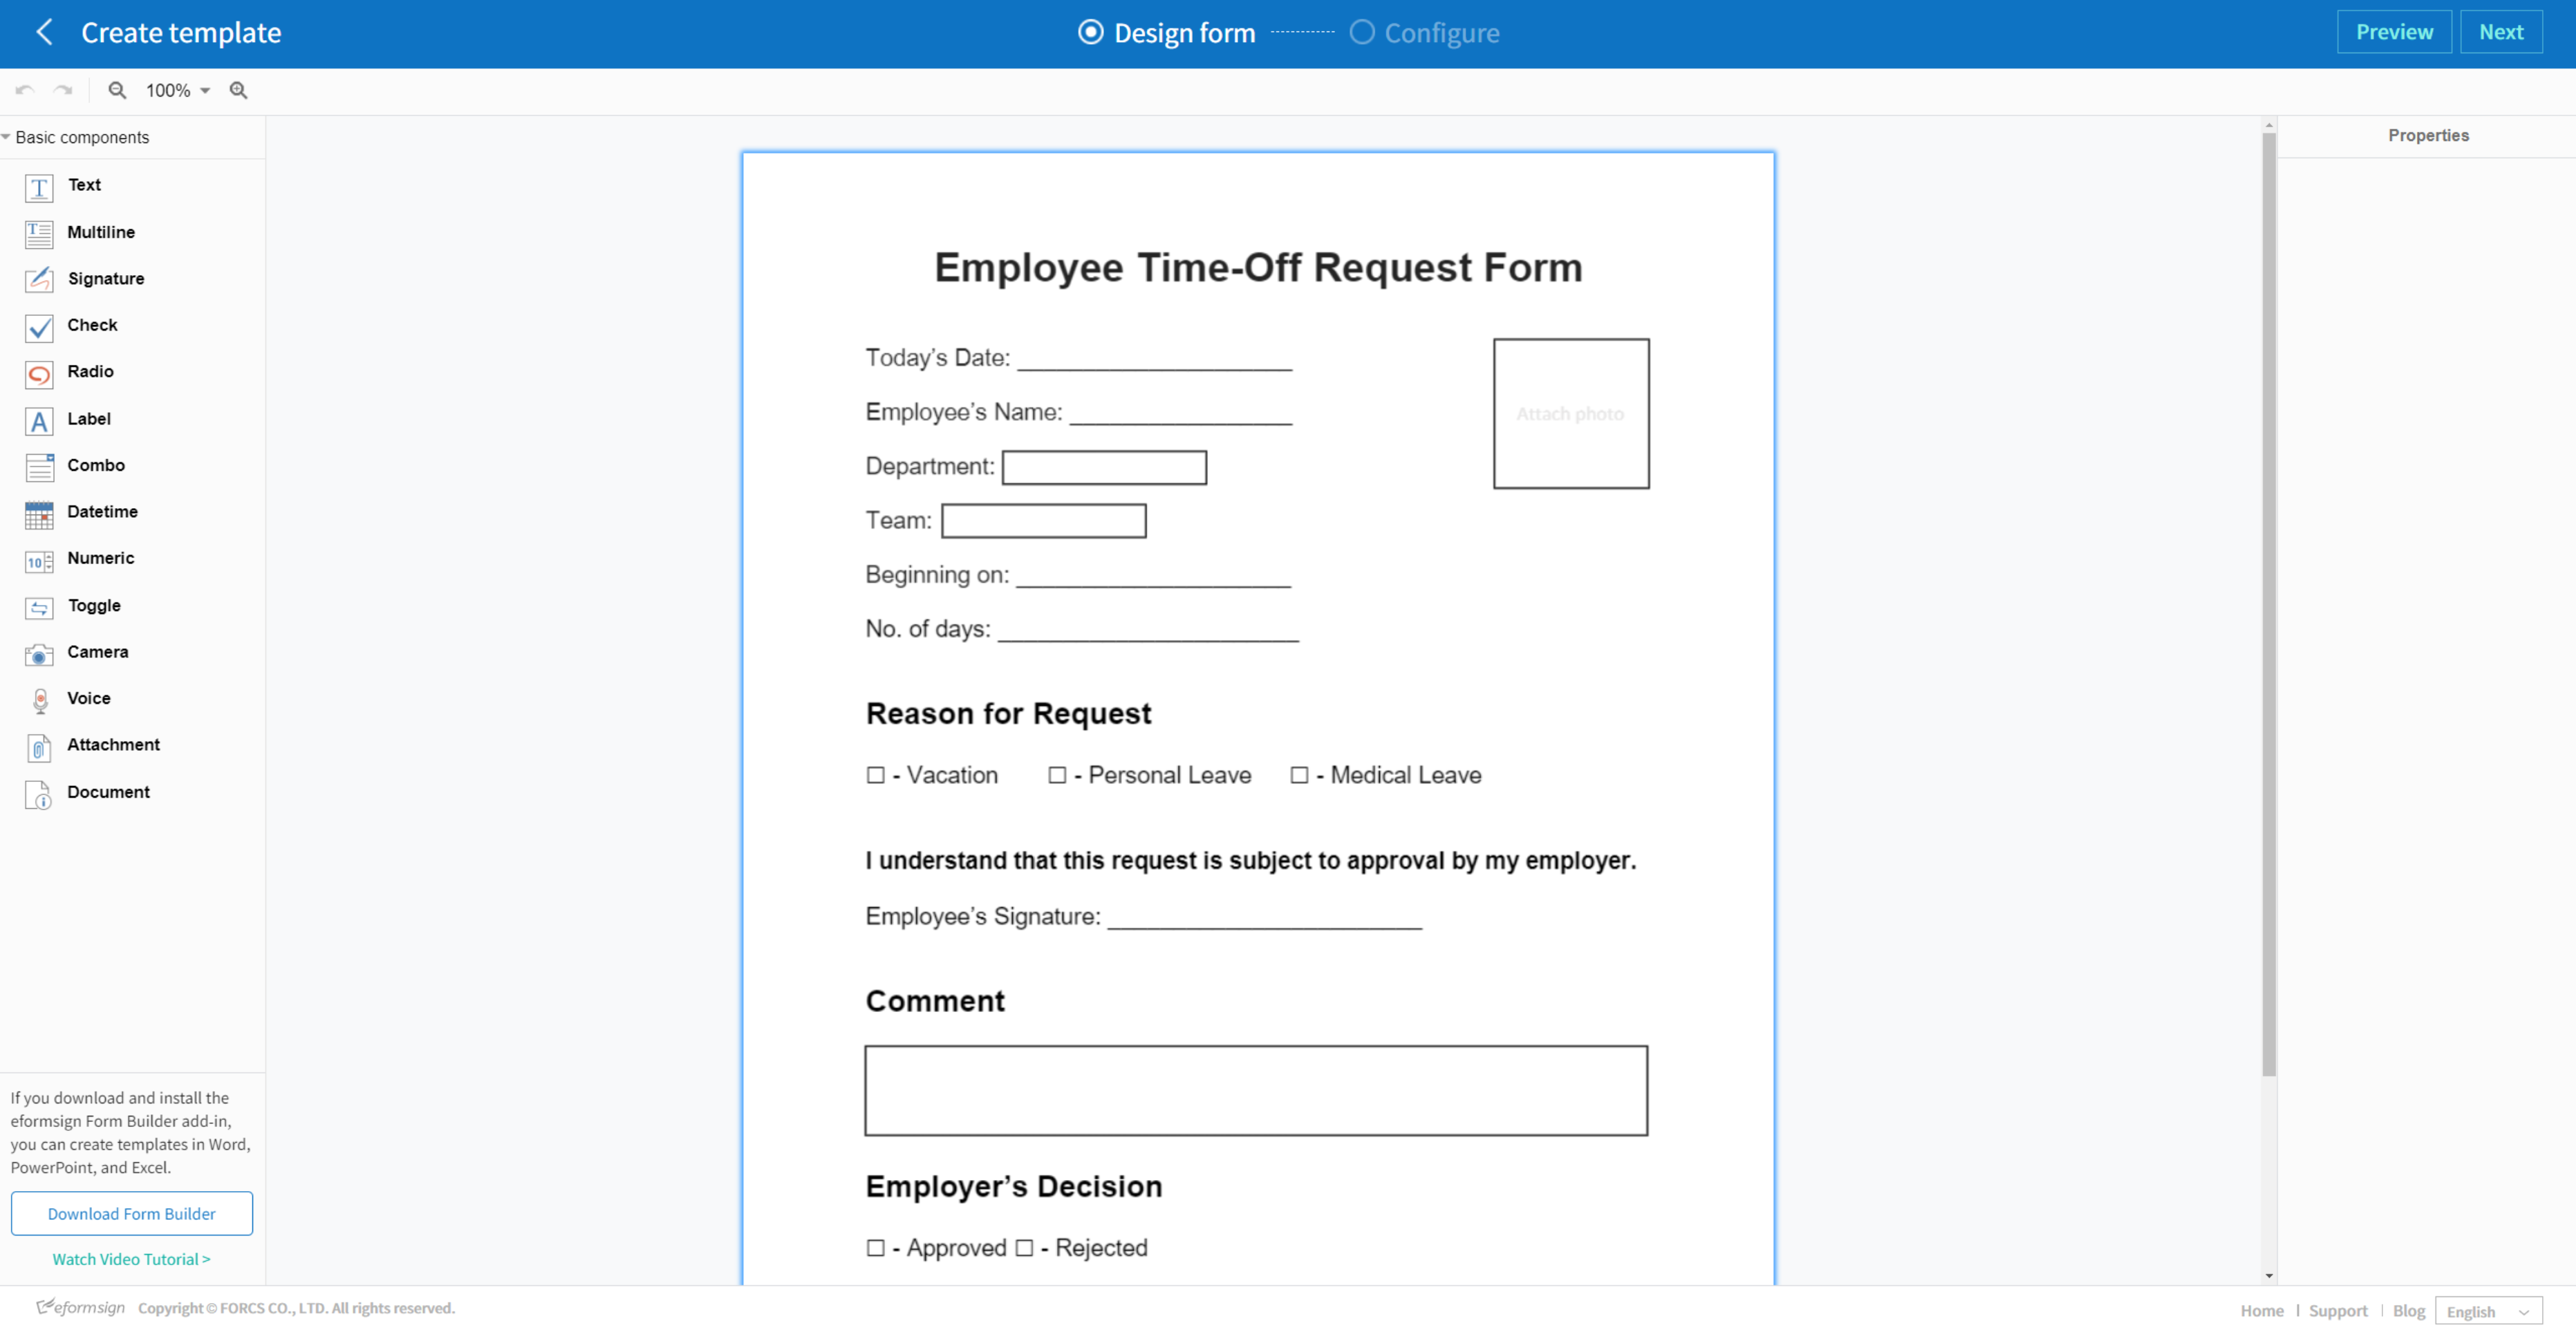 Create template
Design form
Configure
Preview
Next
100%
Basic components
Text
Multiline
Signature
Check
Radio
Label
Combo
Datetime
Numeric
Toggle
Camera
Voice
Attachment
Document
If you download and install the
eformsign Form Builder add-in,
you can create templates in Word,
PowerPoint, and Excel.
Download Form Builder
Watch Video Tutorial >
Employee Time-Off Request Form
Today’s Date: ____________________
Attach photo
Employee’s Name: ________________
Department:
Team:
Beginning on: ____________________
No. of days: ______________________
Reason for Request
☐ - Vacation ☐ - Personal Leave ☐ - Medical Leave
I understand that this request is subject to approval by my employer.
Employee’s Signature: _______________________
Comment
Employer’s Decision
☐ - Approved ☐ - Rejected
Properties
eformsign Copyright © FORCS CO., LTD. All rights reserved.
Home | Support | Blog English